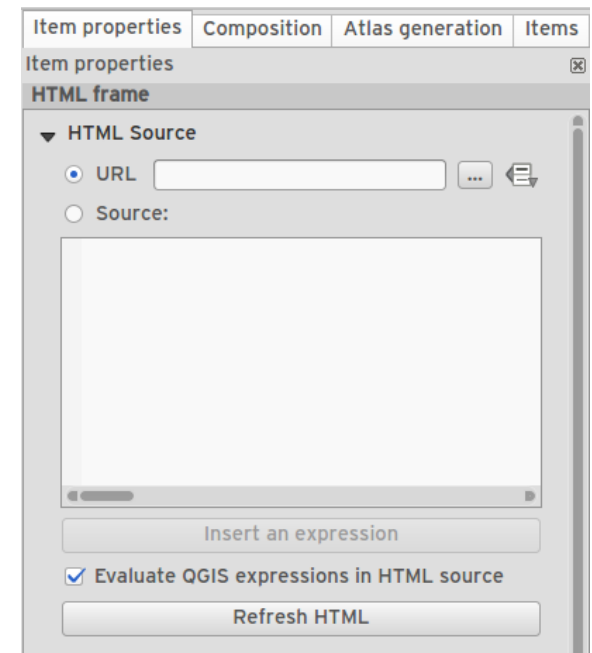 Item properties Composition Atlas generation Items
Item properties
HTML frame
HTML Source
URL ...
Source:
Insert an expression
Evaluate QGIS expressions in HTML source
Refresh HTML